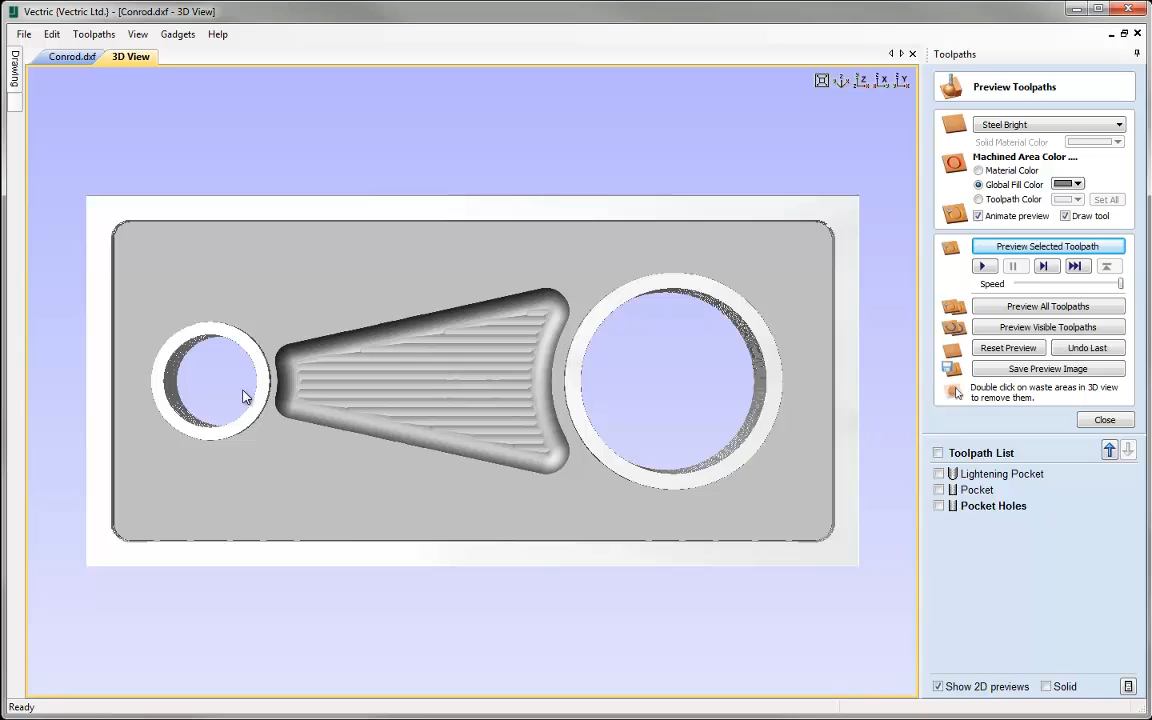 Vectric {Vectric Ltd.} - [Conrod.dxf - 3D View]
File Edit Toolpaths View Gadgets Help
Conrod.dxf 3D View
Drawing
Z X Y
Toolpaths
Preview Toolpaths
Steel Bright
Solid Material Color
Machined Area Color ....
Material Color
Global Fill Color
Toolpath Color Set All
Animate preview Draw tool
Preview Selected Toolpath
Speed
Preview All Toolpaths
Preview Visible Toolpaths
Reset Preview Undo Last
Save Preview Image
Double click on waste areas in 3D view
to remove them.
Close
Toolpath List
Lightening Pocket
Pocket
Pocket Holes
Show 2D previews Solid
Ready